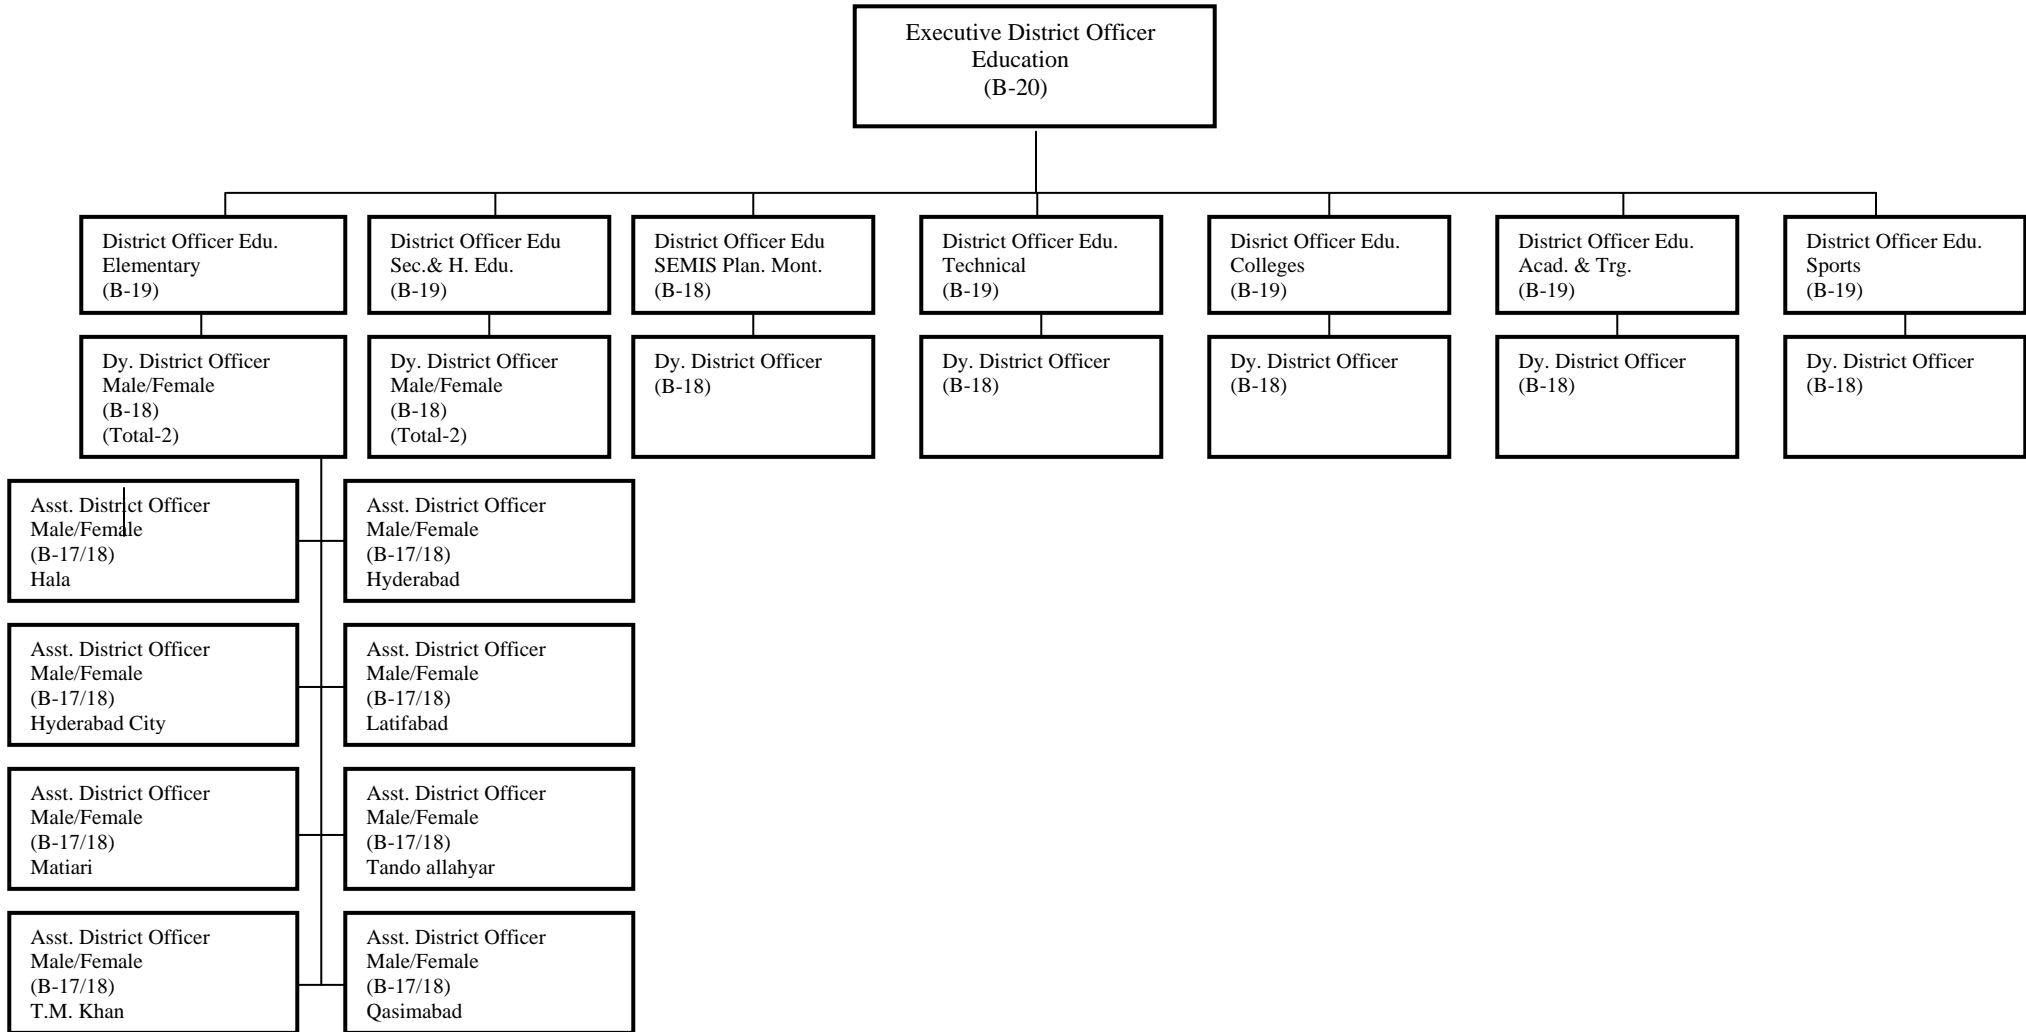 Executive District Officer
Education
(B-20)
District Officer Edu.
Elementary
(B-19)
District Officer Edu
Sec.& H. Edu.
(B-19)
District Officer Edu
SEMIS Plan. Mont.
(B-18)
District Officer Edu.
Technical
(B-19)
Disrict Officer Edu.
Colleges
(B-19)
District Officer Edu.
Acad. & Trg.
(B-19)
District Officer Edu.
Sports
(B-19)
Dy. District Officer
Male/Female
(B-18)
(Total-2)
Dy. District Officer
Male/Female
(B-18)
(Total-2)
Dy. District Officer
(B-18)
Dy. District Officer
(B-18)
Dy. District Officer
(B-18)
Dy. District Officer
(B-18)
Dy. District Officer
(B-18)
Asst. District Officer
Male/Female
(B-17/18)
Hala
Asst. District Officer
Male/Female
(B-17/18)
Hyderabad
Asst. District Officer
Male/Female
(B-17/18)
Hyderabad City
Asst. District Officer
Male/Female
(B-17/18)
Latifabad
Asst. District Officer
Male/Female
(B-17/18)
Matiari
Asst. District Officer
Male/Female
(B-17/18)
Tando allahyar
Asst. District Officer
Male/Female
(B-17/18)
T.M. Khan
Asst. District Officer
Male/Female
(B-17/18)
Qasimabad